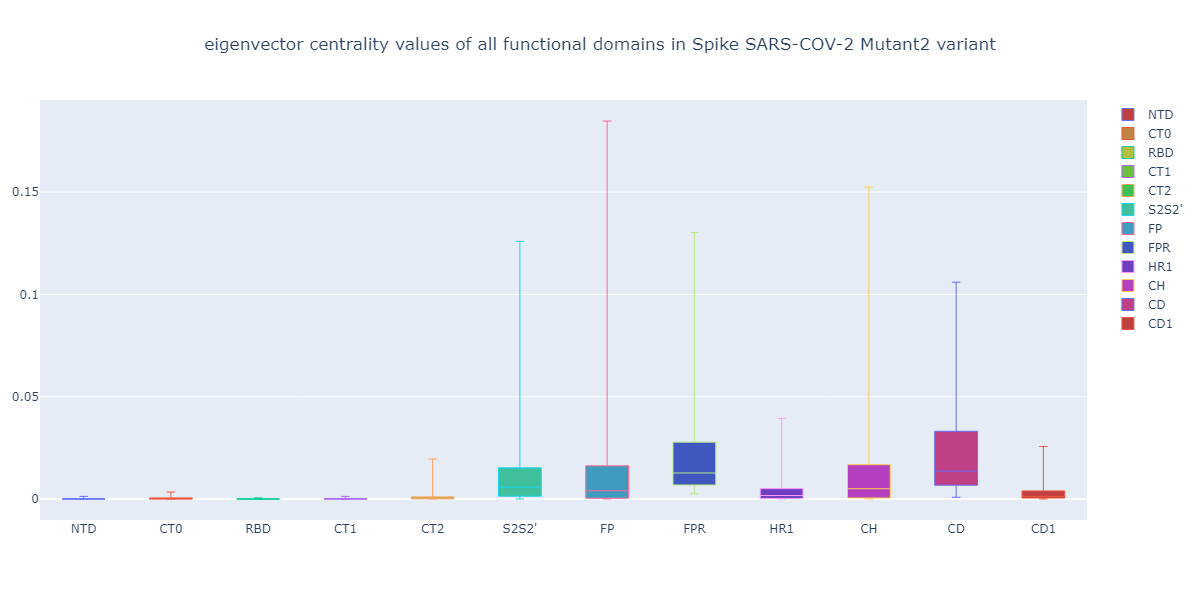 eigenvector centrality values of all functional domains in Spike SARS-COV-2 Mutant2 variant
0.15
0.1
0.05
0
NTD
CT0
RBD
CT1
CT2
S2S2'
FP
FPR
HR1
CH
CD
CD1
NTD
CT0
RBD
CT1
CT2
S2S2'
FP
FPR
HR1
CH
CD
CD1